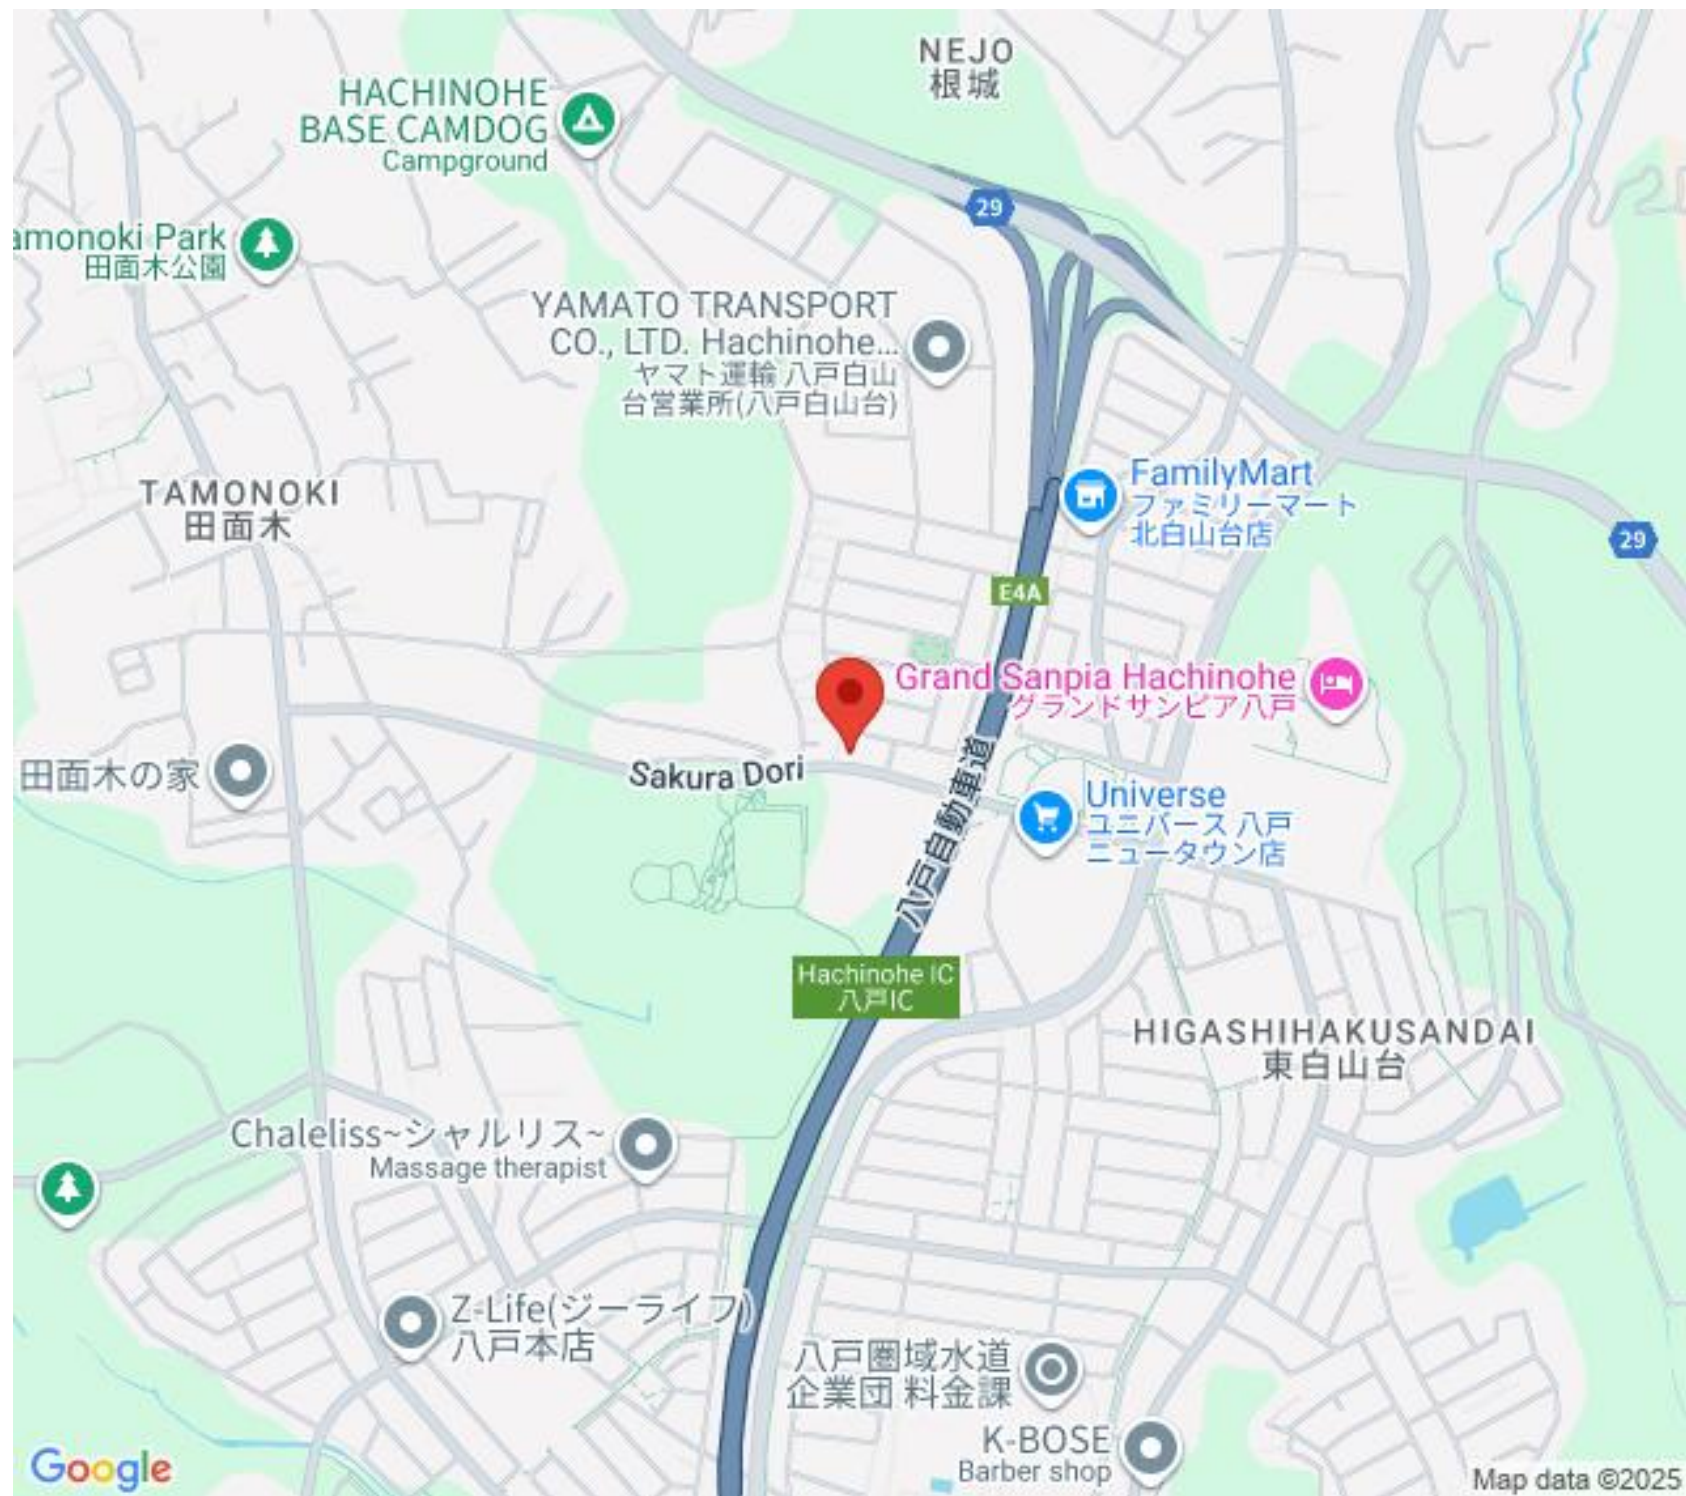 NEJO
根城
HACHINOHE
BASE CAMDOG
Campground
29
amonoki Park
田面木公園
YAMATO TRANSPORT
CO., LTD. Hachinohe...
ヤマト運輸 八戸白山
台営業所(八戸白山台)
FamilyMart
ファミリーマート
北白山台店
TAMONOKI
田面木
29
E4A
Grand Sanpia Hachinohe
グランドサンピア八戸
Sakura Dori
田面木の家
八戸自動車道
Universe
ユニバース 八戸
ニュータウン店
Hachinohe IC
八戸IC
HIGASHIHAKUSANDAI
東白山台
Chaleliss~シャルリス~
Massage therapist
Z-Life(ジーライフ)
八戸本店
八戸圏域水道
企業団 料金課
K-BOSE
Barber shop
Google
Map data ©2025